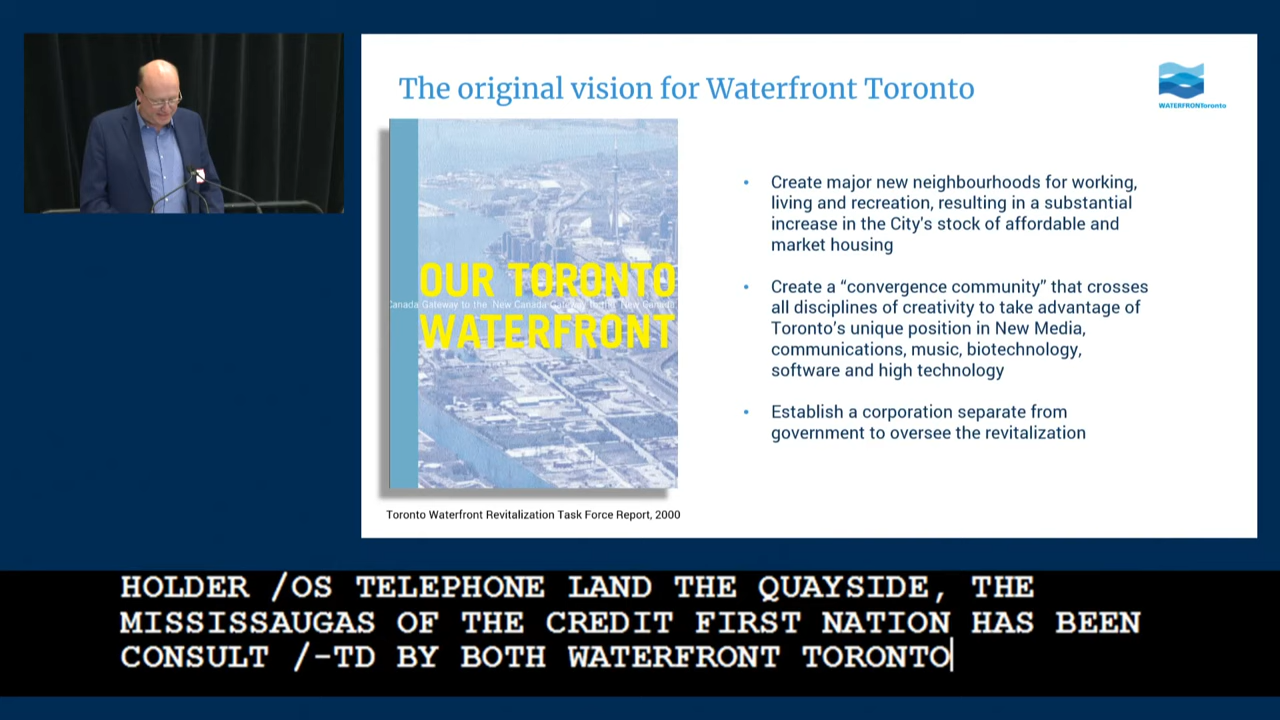 The original vision for Waterfront Toronto
WATERFRONToronto
OUR TORONTO
Canada Gateway to the New Canada Gateway to the New Canada
WATERFRONT
Toronto Waterfront Revitalization Task Force Report, 2000
• Create major new neighbourhoods for working,
living and recreation, resulting in a substantial
increase in the City's stock of affordable and
market housing
• Create a “convergence community” that crosses
all disciplines of creativity to take advantage of
Toronto’s unique position in New Media,
communications, music, biotechnology,
software and high technology
• Establish a corporation separate from
government to oversee the revitalization
HOLDER /OS TELEPHONE LAND THE QUAYSIDE, THE
MISSISSAUGAS OF THE CREDIT FIRST NATION HAS BEEN
CONSULT /-TD BY BOTH WATERFRONT TORONTO